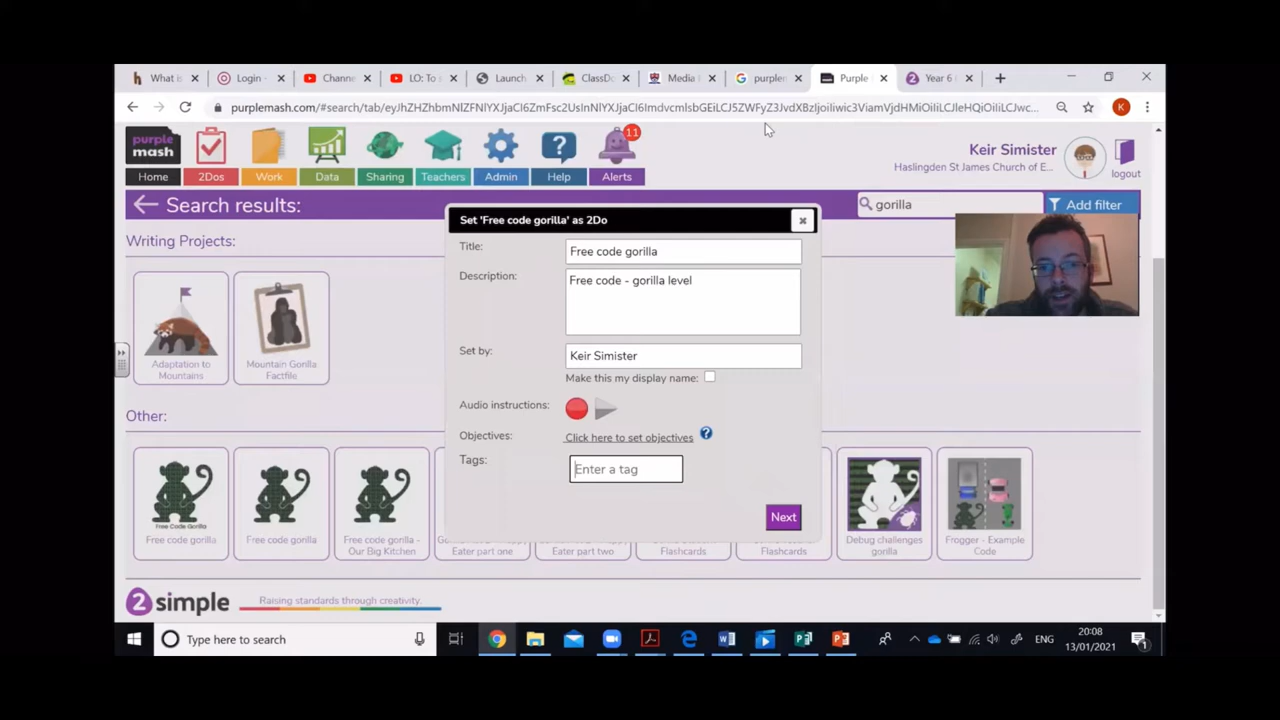 What is
Login -
Channe
LO: To s
Launch
ClassDo
Media l
purplem
Purple
Year 6
purplemash.com/#search/tab/
K
purple
mash
11
Home
2Dos
Work
Data
Sharing
Teachers
Admin
Help
Alerts
Keir Simister
Haslingden St James Church of E...
logout
Search results:
gorilla
Add filter
Writing Projects:
Adaptation to
Mountains
Mountain Gorilla
Factfile
Set 'Free code gorilla' as 2Do
Title:
Free code gorilla
Description:
Free code - gorilla level
Set by:
Keir Simister
Make this my display name:
Audio instructions:
Objectives:
Click here to set objectives
Tags:
Enter a tag
Next
Other:
Free Code Gorilla
Free code gorilla
Free code gorilla
Free code gorilla
- Our Big Kitchen
Eater part one
Eater part two
Flashcards
Flashcards
Debug challenges
gorilla
Frogger - Example
Code
2simple
Raising standards through creativity.
Type here to search
ENG
20:08
13/01/2021
1